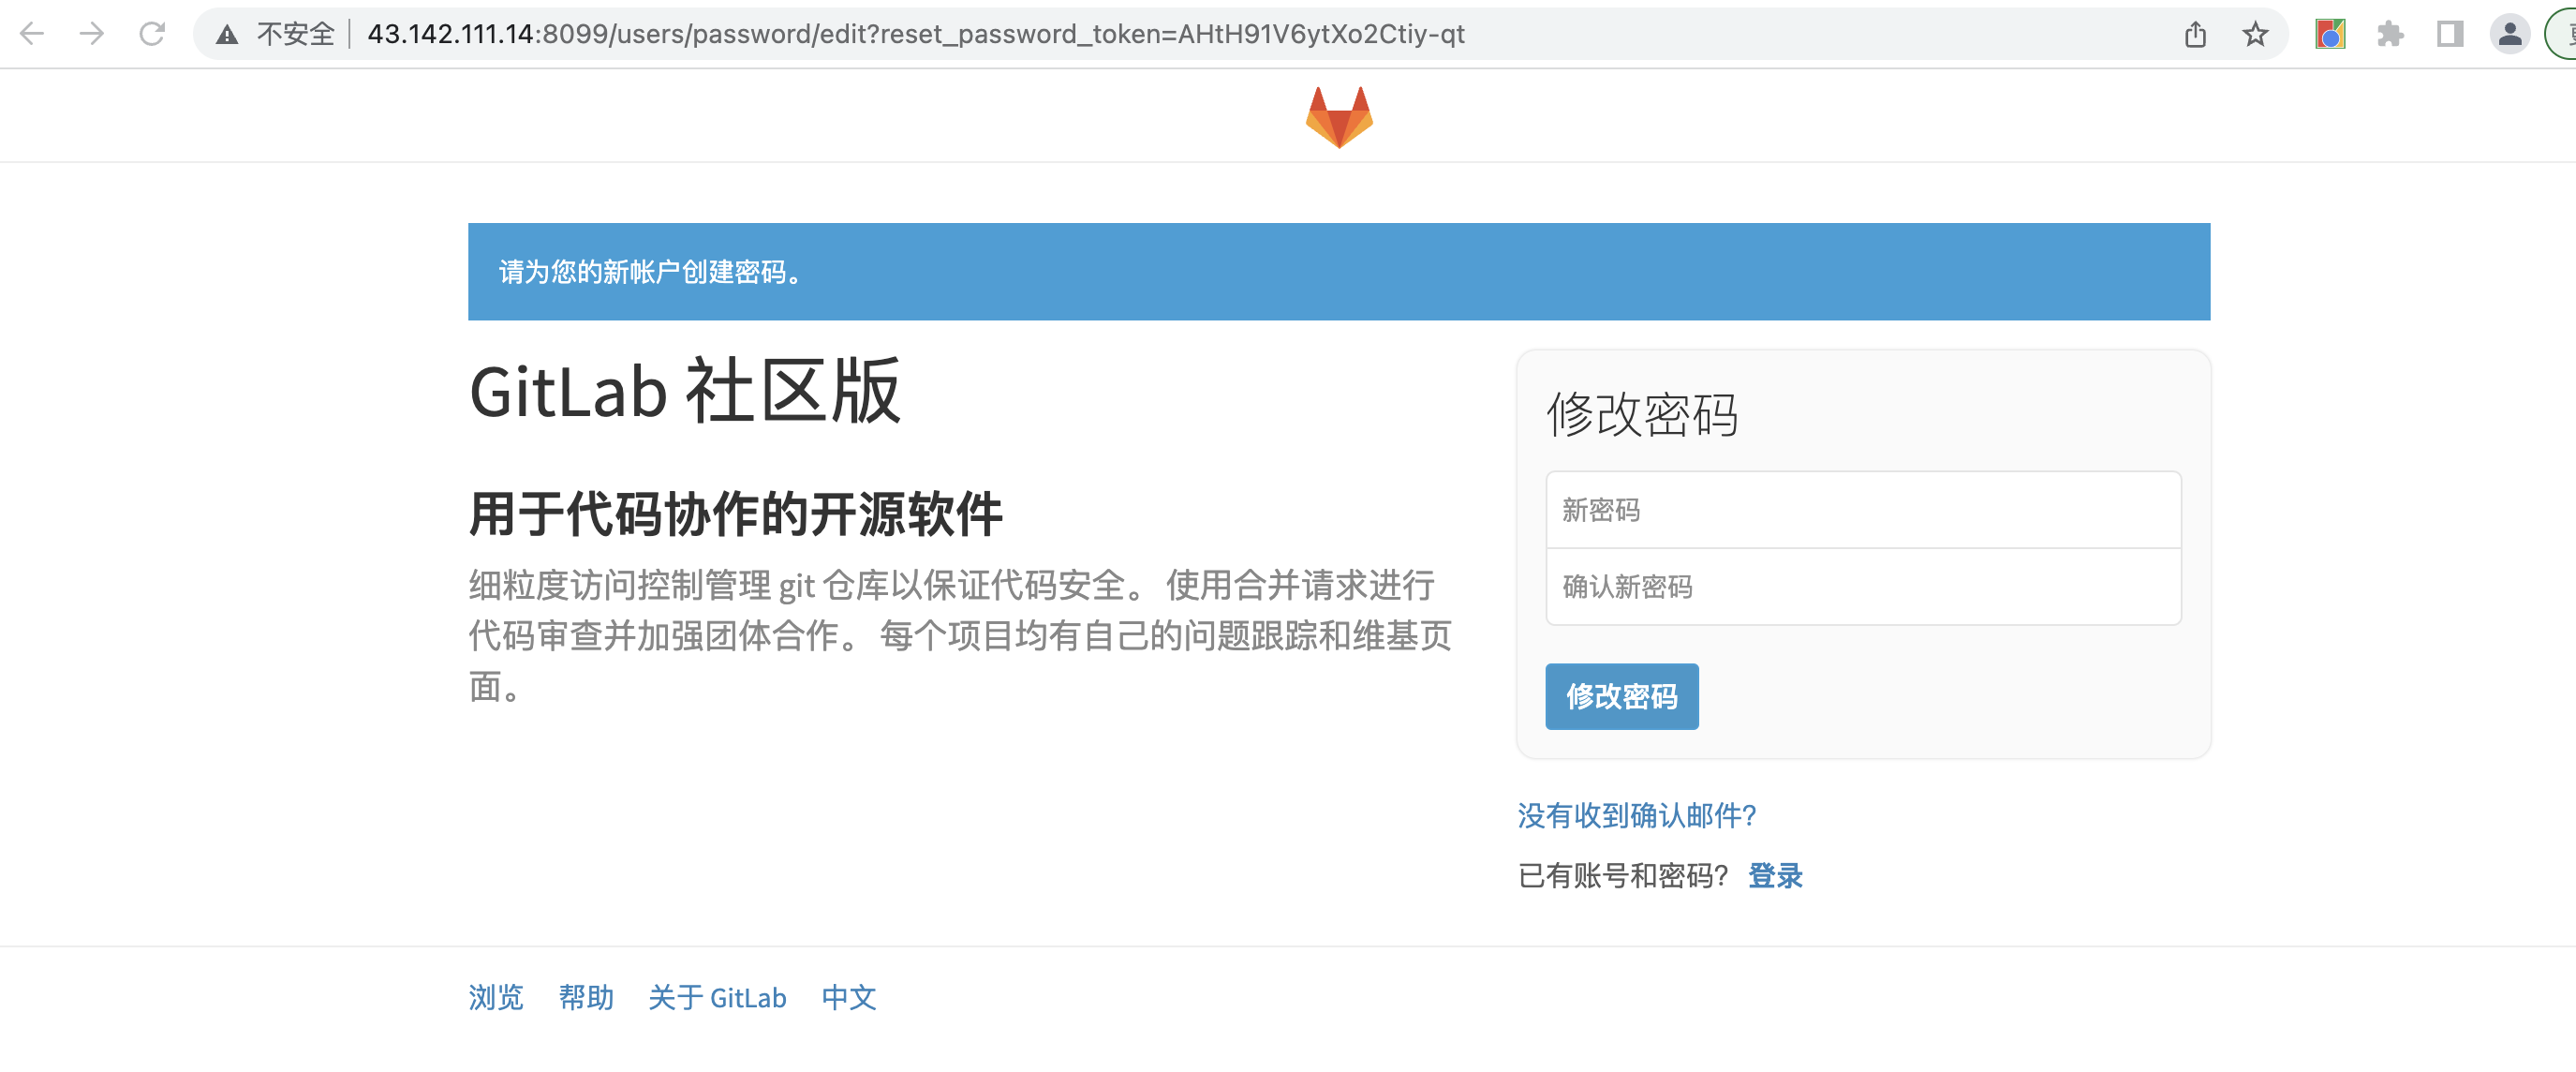 不安全 43.142.111.14:8099/users/password/edit?reset_password_token=AHtH91V6ytXo2Ctiy-qt
请为您的新帐户创建密码。
GitLab 社区版
用于代码协作的开源软件
细粒度访问控制管理 git 仓库以保证代码安全。 使用合并请求进行
代码审查并加强团体合作。 每个项目均有自己的问题跟踪和维基页
面。
修改密码
新密码
确认新密码
修改密码
没有收到确认邮件?
已有账号和密码? 登录
浏览 帮助 关于 GitLab 中文